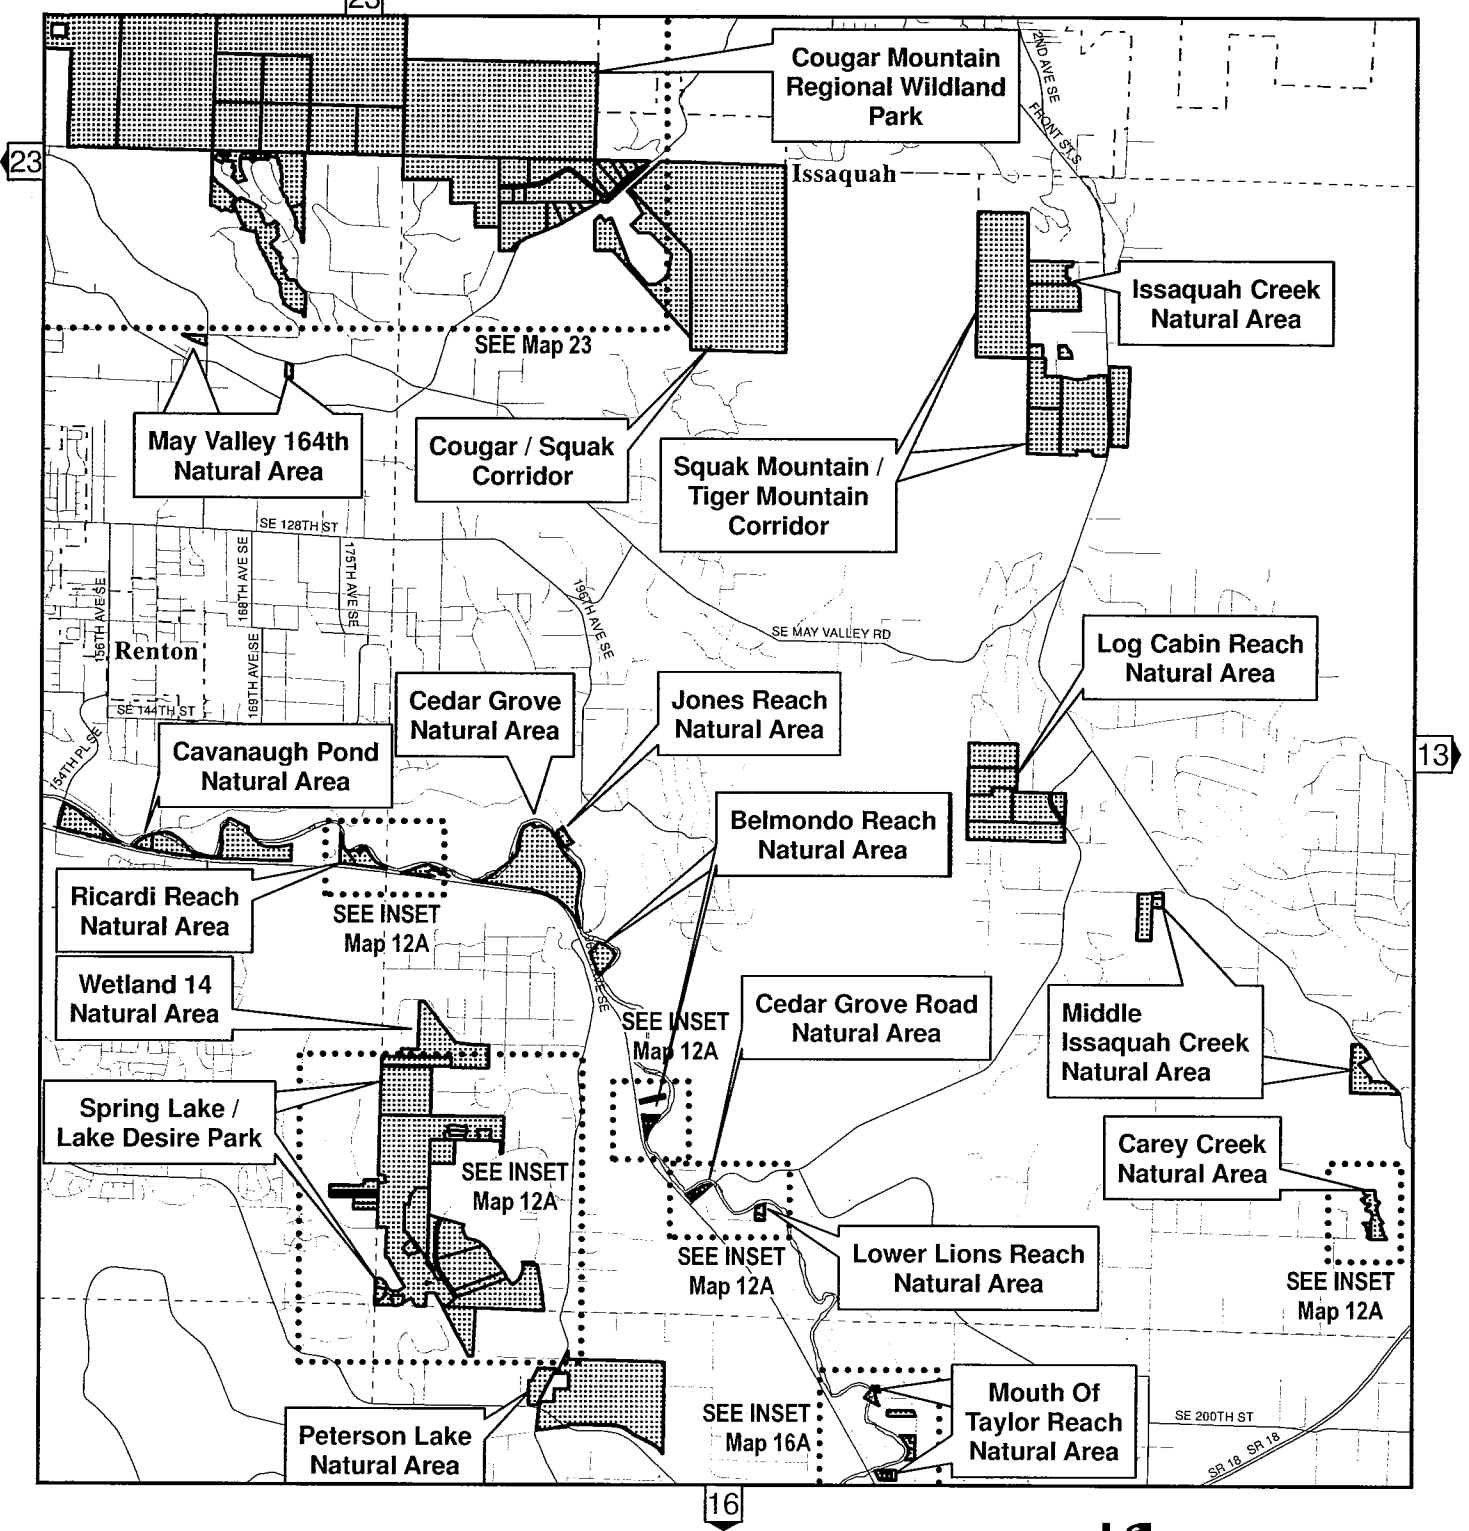 23
Cougar Mountain
Regional Wildland
Park
2ND AVE SE
FRONT ST S
23
Issaquah
Issaquah Creek
Natural Area
SEE Map 23
May Valley 164th
Natural Area
Cougar / Squak
Corridor
Squak Mountain /
Tiger Mountain
Corridor
SE 128TH ST
156TH AVE SE
168TH AVE SE
175TH AVE SE
196TH AVE SE
SE MAY VALLEY RD
Renton
169TH AVE SE
SE 144TH ST
154TH PL SE
Log Cabin Reach
Natural Area
Cedar Grove
Natural Area
Jones Reach
Natural Area
Cavanaugh Pond
Natural Area
13
Belmondo Reach
Natural Area
Ricardi Reach
Natural Area
SEE INSET
Map 12A
Wetland 14
Natural Area
SEE INSET
Map 12A
Cedar Grove Road
Natural Area
Middle
Issaquah Creek
Natural Area
Spring Lake /
Lake Desire Park
SEE INSET
Map 12A
Carey Creek
Natural Area
SEE INSET
Map 12A
Lower Lions Reach
Natural Area
SEE INSET
Map 12A
Peterson Lake
Natural Area
SEE INSET
Map 16A
Mouth Of
Taylor Reach
Natural Area
SE 200TH ST
SR 18 SR 18
16